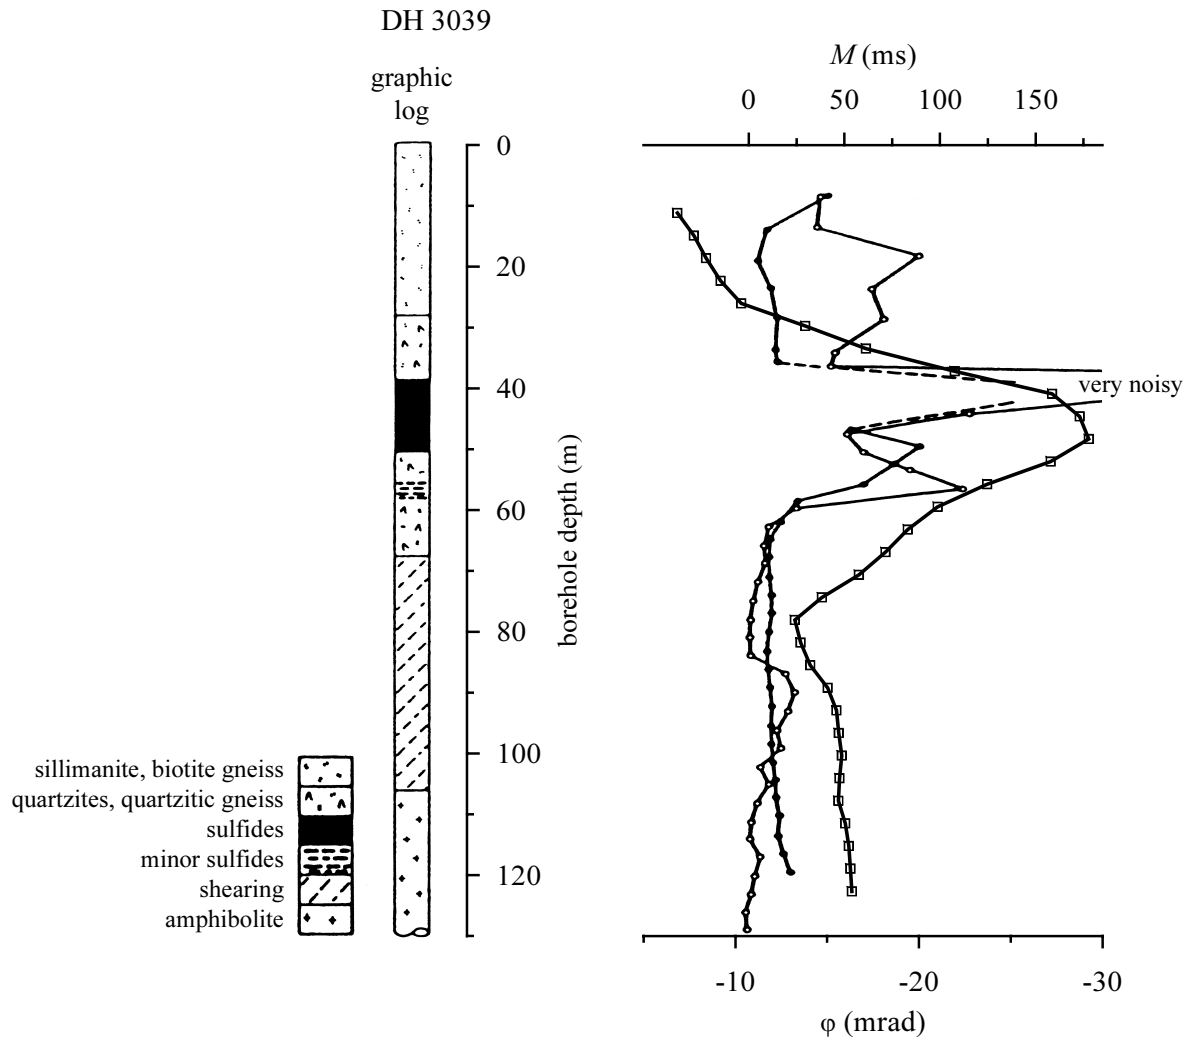 DH 3039
graphic
log
M (ms)
0 50 100 150
0
20
40
60
80
100
120
borehole depth (m)
very noisy
sillimanite, biotite gneiss
quartzites, quartzitic gneiss
sulfides
minor sulfides
shearing
amphibolite
-10 -20 -30
φ (mrad)